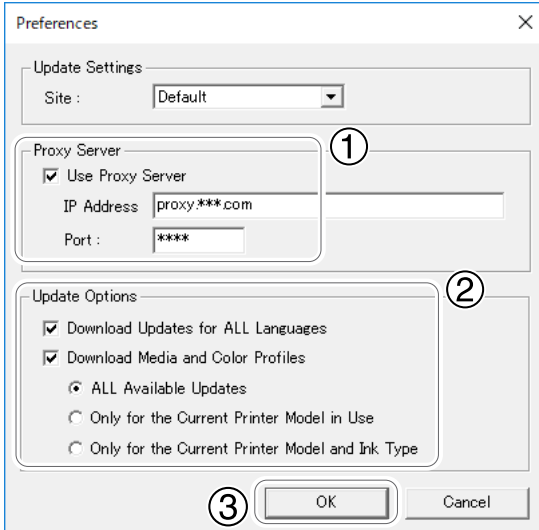 Preferences
Update Settings
Site : Default
①
Proxy Server
Use Proxy Server
IP Address proxy.***.com
Port : ****
②
Update Options
Download Updates for ALL Languages
Download Media and Color Profiles
ALL Available Updates
Only for the Current Printer Model in Use
Only for the Current Printer Model and Ink Type
③ OK Cancel